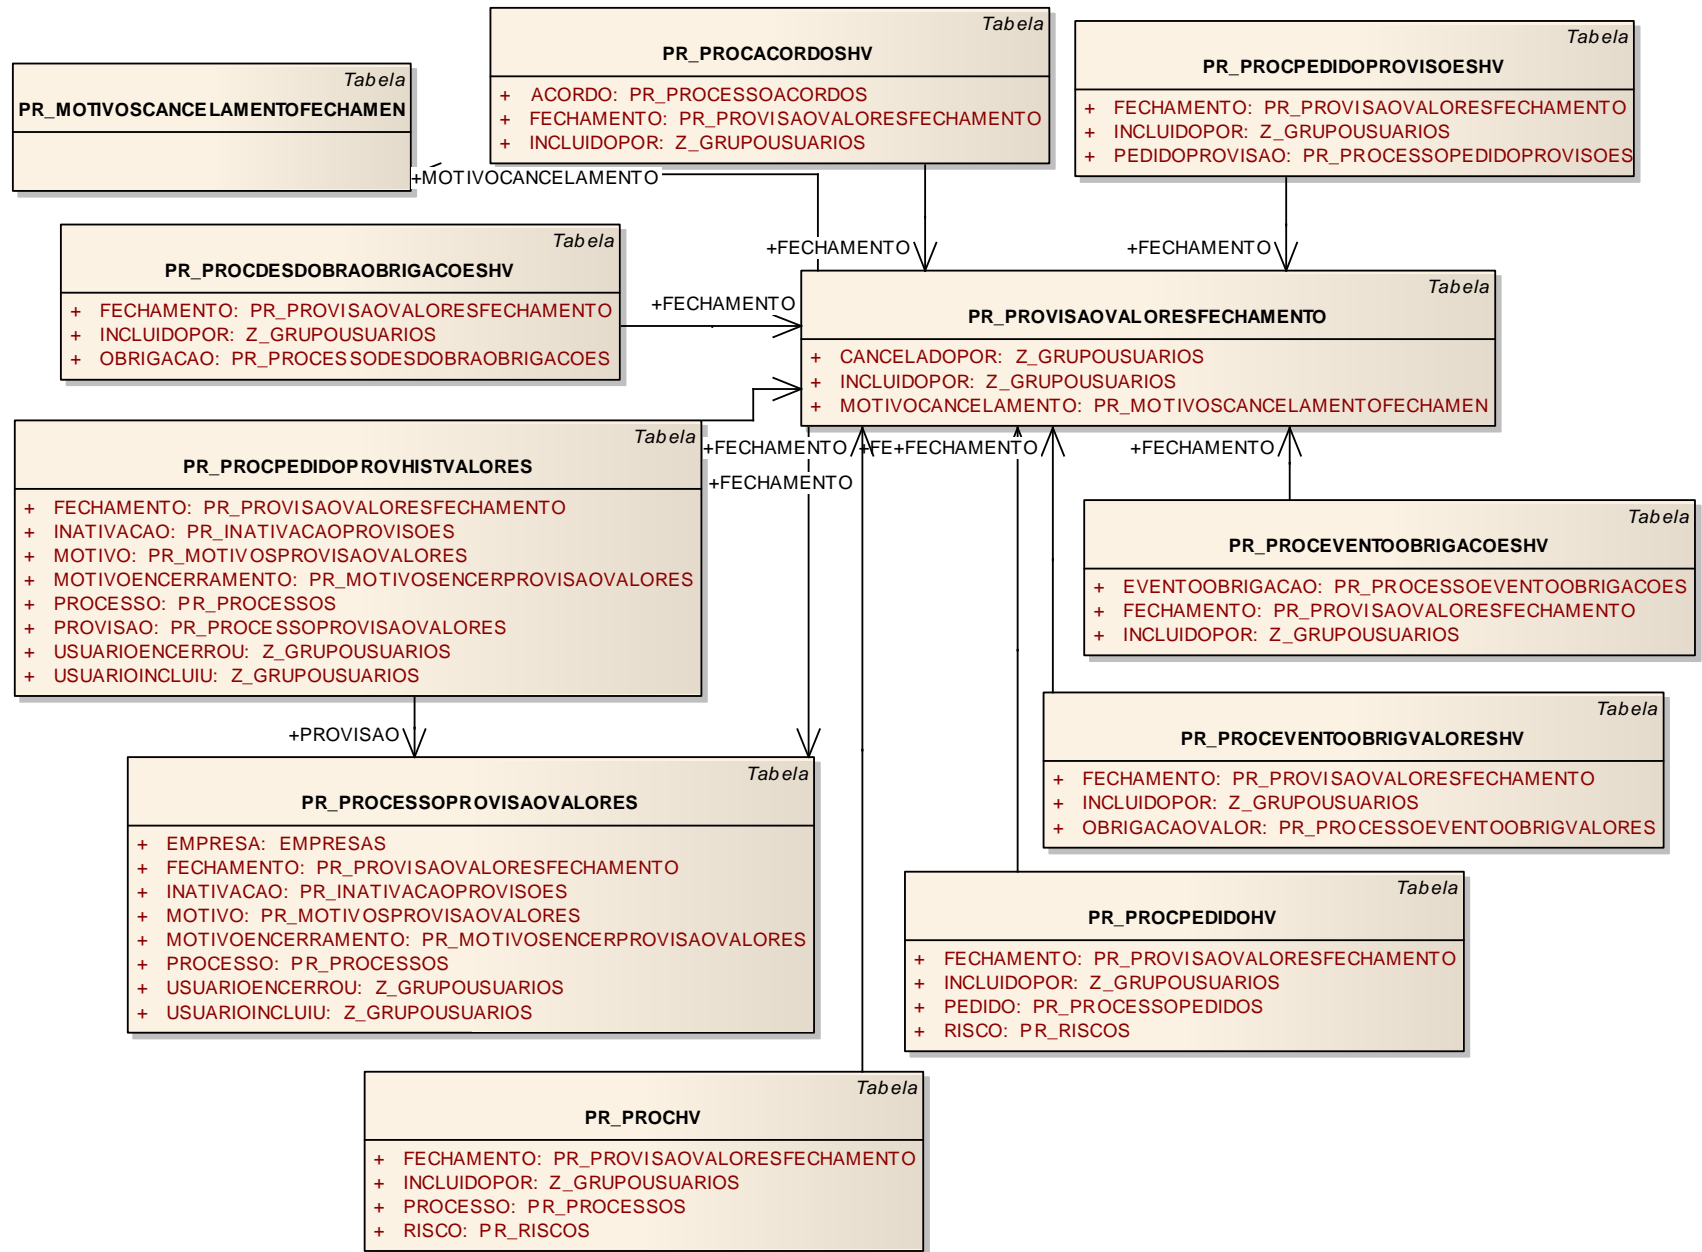 Tabela
PR_PROCACORDOSHV
+ ACORDO: PR_PROCESSOACORDOS
+ FECHAMENTO: PR_PROVISAOVALORESFECHAMENTO
+ INCLUIDOPOR: Z_GRUPOUSUARIOS
Tabela
PR_PROCPEDIDOPROVISOESHV
+ FECHAMENTO: PR_PROVISAOVALORESFECHAMENTO
+ INCLUIDOPOR: Z_GRUPOUSUARIOS
+ PEDIDOPROVISAO: PR_PROCESSOPEDIDOPROVISOES
Tabela
PR_MOTIVOSCANCELAMENTOFECHAMEN
+MOTIVOCANCELAMENTO
+FECHAMENTO
+FECHAMENTO
Tabela
PR_PROCDESDOBRAOBRIGACOESHV
+ FECHAMENTO: PR_PROVISAOVALORESFECHAMENTO
+ INCLUIDOPOR: Z_GRUPOUSUARIOS
+ OBRIGACAO: PR_PROCESSODESDOBRAOBRIGACOES
+FECHAMENTO
Tabela
PR_PROVISAOVALORESFECHAMENTO
+ CANCELADOPOR: Z_GRUPOUSUARIOS
+ INCLUIDOPOR: Z_GRUPOUSUARIOS
+ MOTIVOCANCELAMENTO: PR_MOTIVOSCANCELAMENTOFECHAMEN
+FECHAMENTO
+FE+FECHAMENTO
+FECHAMENTO
+FECHAMENTO
Tabela
PR_PROCPEDIDOPROVHISTVALORES
+ FECHAMENTO: PR_PROVISAOVALORESFECHAMENTO
+ INATIVACAO: PR_INATIVACAOPROVISOES
+ MOTIVO: PR_MOTIVOSPROVISAOVALORES
+ MOTIVOENCERRAMENTO: PR_MOTIVOSENCERPROVISAOVALORES
+ PROCESSO: PR_PROCESSOS
+ PROVISAO: PR_PROCESSOPROVISAOVALORES
+ USUARIOENCERROU: Z_GRUPOUSUARIOS
+ USUARIOINCLUIU: Z_GRUPOUSUARIOS
Tabela
PR_PROCEVENTOOBRIGACOESHV
+ EVENTOOBRIGACAO: PR_PROCESSOEVENTOOBRIGACOES
+ FECHAMENTO: PR_PROVISAOVALORESFECHAMENTO
+ INCLUIDOPOR: Z_GRUPOUSUARIOS
+PROVISAO
Tabela
PR_PROCEVENTOOBRIGVALORESHV
+ FECHAMENTO: PR_PROVISAOVALORESFECHAMENTO
+ INCLUIDOPOR: Z_GRUPOUSUARIOS
+ OBRIGACAOVALOR: PR_PROCESSOEVENTOOBRIGVALORES
Tabela
PR_PROCESSOPROVISAOVALORES
+ EMPRESA: EMPRESAS
+ FECHAMENTO: PR_PROVISAOVALORESFECHAMENTO
+ INATIVACAO: PR_INATIVACAOPROVISOES
+ MOTIVO: PR_MOTIVOSPROVISAOVALORES
+ MOTIVOENCERRAMENTO: PR_MOTIVOSENCERPROVISAOVALORES
+ PROCESSO: PR_PROCESSOS
+ USUARIOENCERROU: Z_GRUPOUSUARIOS
+ USUARIOINCLUIU: Z_GRUPOUSUARIOS
Tabela
PR_PROCPEDIDOHV
+ FECHAMENTO: PR_PROVISAOVALORESFECHAMENTO
+ INCLUIDOPOR: Z_GRUPOUSUARIOS
+ PEDIDO: PR_PROCESSOPEDIDOS
+ RISCO: PR_RISCOS
Tabela
PR_PROCHV
+ FECHAMENTO: PR_PROVISAOVALORESFECHAMENTO
+ INCLUIDOPOR: Z_GRUPOUSUARIOS
+ PROCESSO: PR_PROCESSOS
+ RISCO: PR_RISCOS